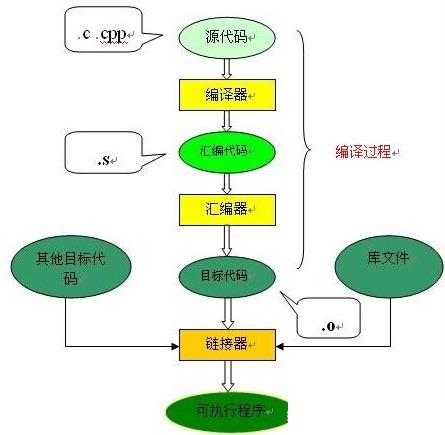 .c .cpp
源代码
编译器
.s
汇编代码
编译过程
汇编器
其他目标代
码
目标代码
库文件
.o
链接器
可执行程序